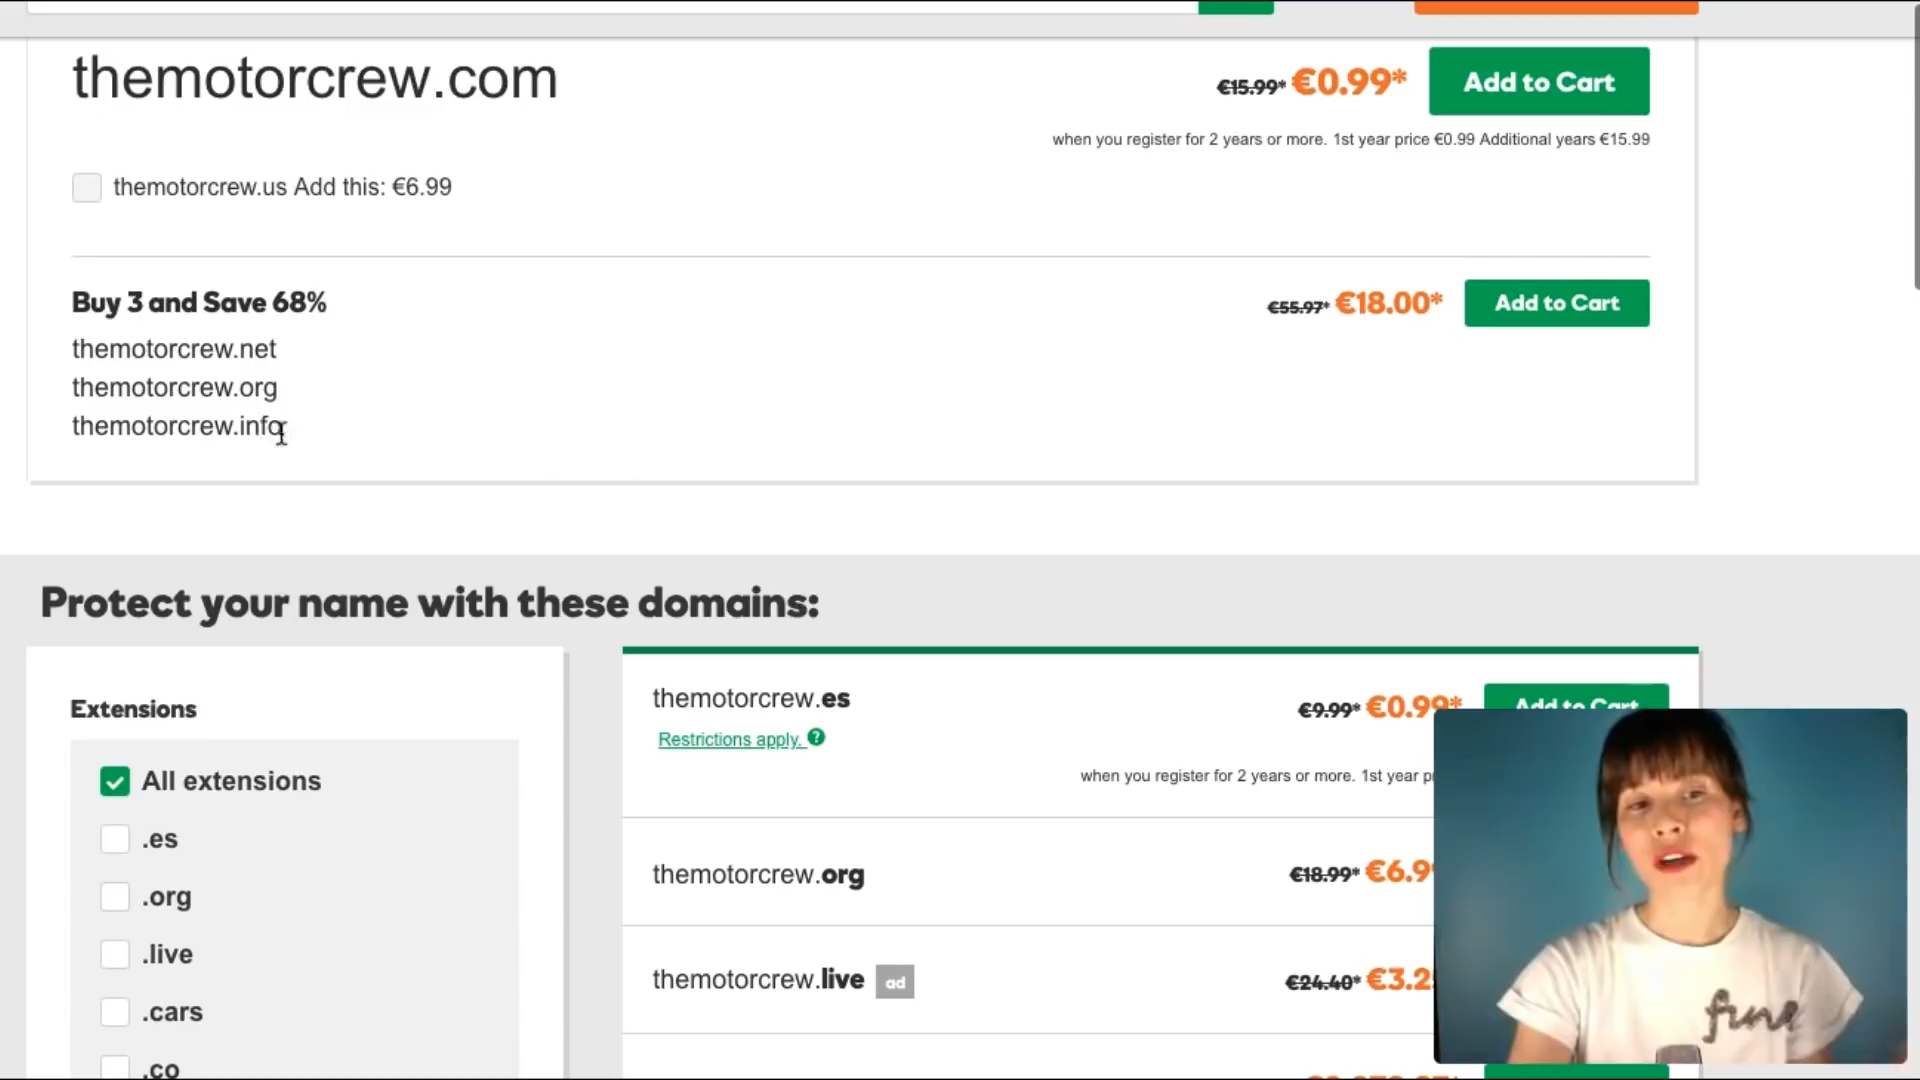 themotorcrew.com
€15.99* €0.99* Add to Cart
when you register for 2 years or more. 1st year price €0.99 Additional years €15.99
themotorcrew.us Add this: €6.99
Buy 3 and Save 68%
€55.97* €18.00* Add to Cart
themotorcrew.net
themotorcrew.org
themotorcrew.info
Protect your name with these domains:
Extensions
All extensions
.es
.org
.live
.cars
.co
themotorcrew.es
€9.99* €0.99* Add to Cart
Restrictions apply. ?
when you register for 2 years or more. 1st year
themotorcrew.org
€18.99* €6.9
themotorcrew.live ad
€24.40* €3.2
fine